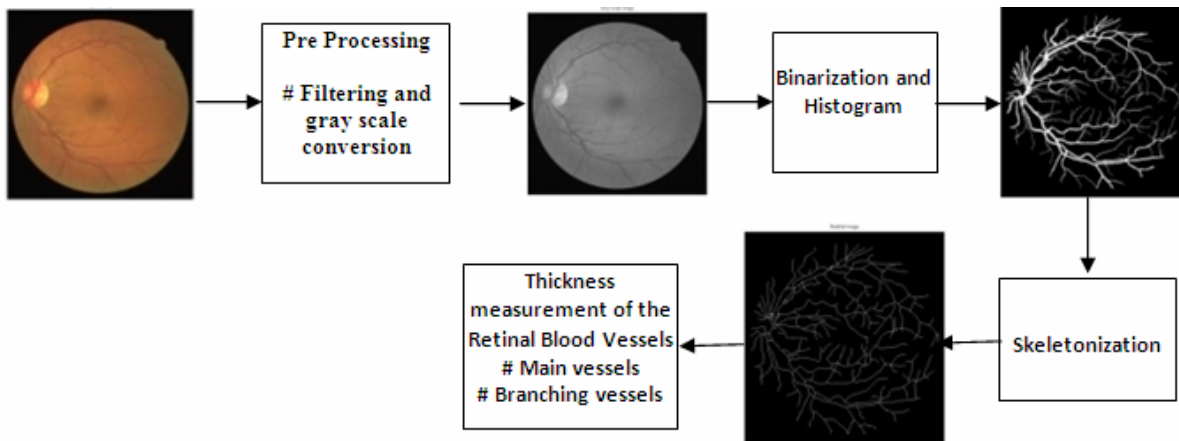 Pre Processing
# Filtering and
gray scale
conversion
Binarization and
Histogram
Skeletonization
Thickness
measurement of the
Retinal Blood Vessels
# Main vessels
# Branching vessels